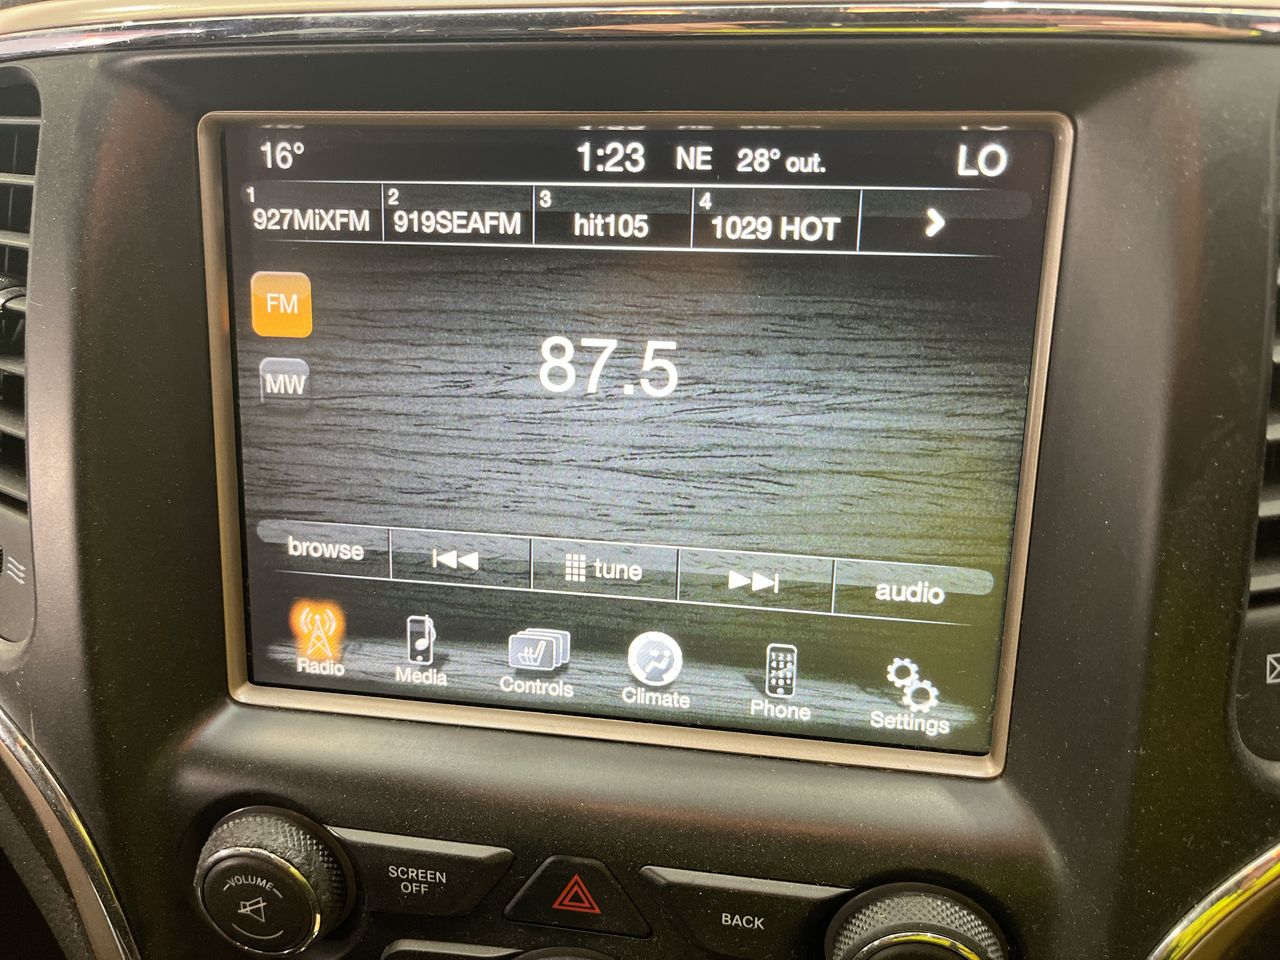 16° 1:23 NE 28° out. LO
1 2 3 4
927MiXFM 919SEAFM hit105 1029 HOT
FM
87.5
MW
browse tune audio
Radio Media Controls Climate Phone Settings
VOLUME
SCREEN
OFF
BACK